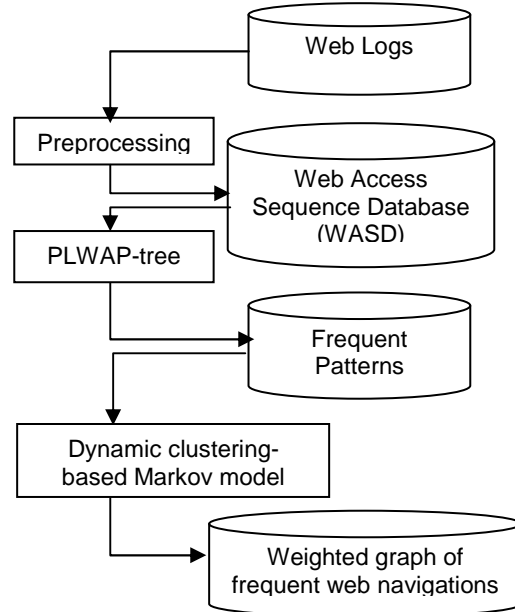 Web Logs
Preprocessing
Web Access
Sequence Database
(WASD)
PLWAP-tree
Frequent
Patterns
Dynamic clustering-
based Markov model
Weighted graph of
frequent web navigations